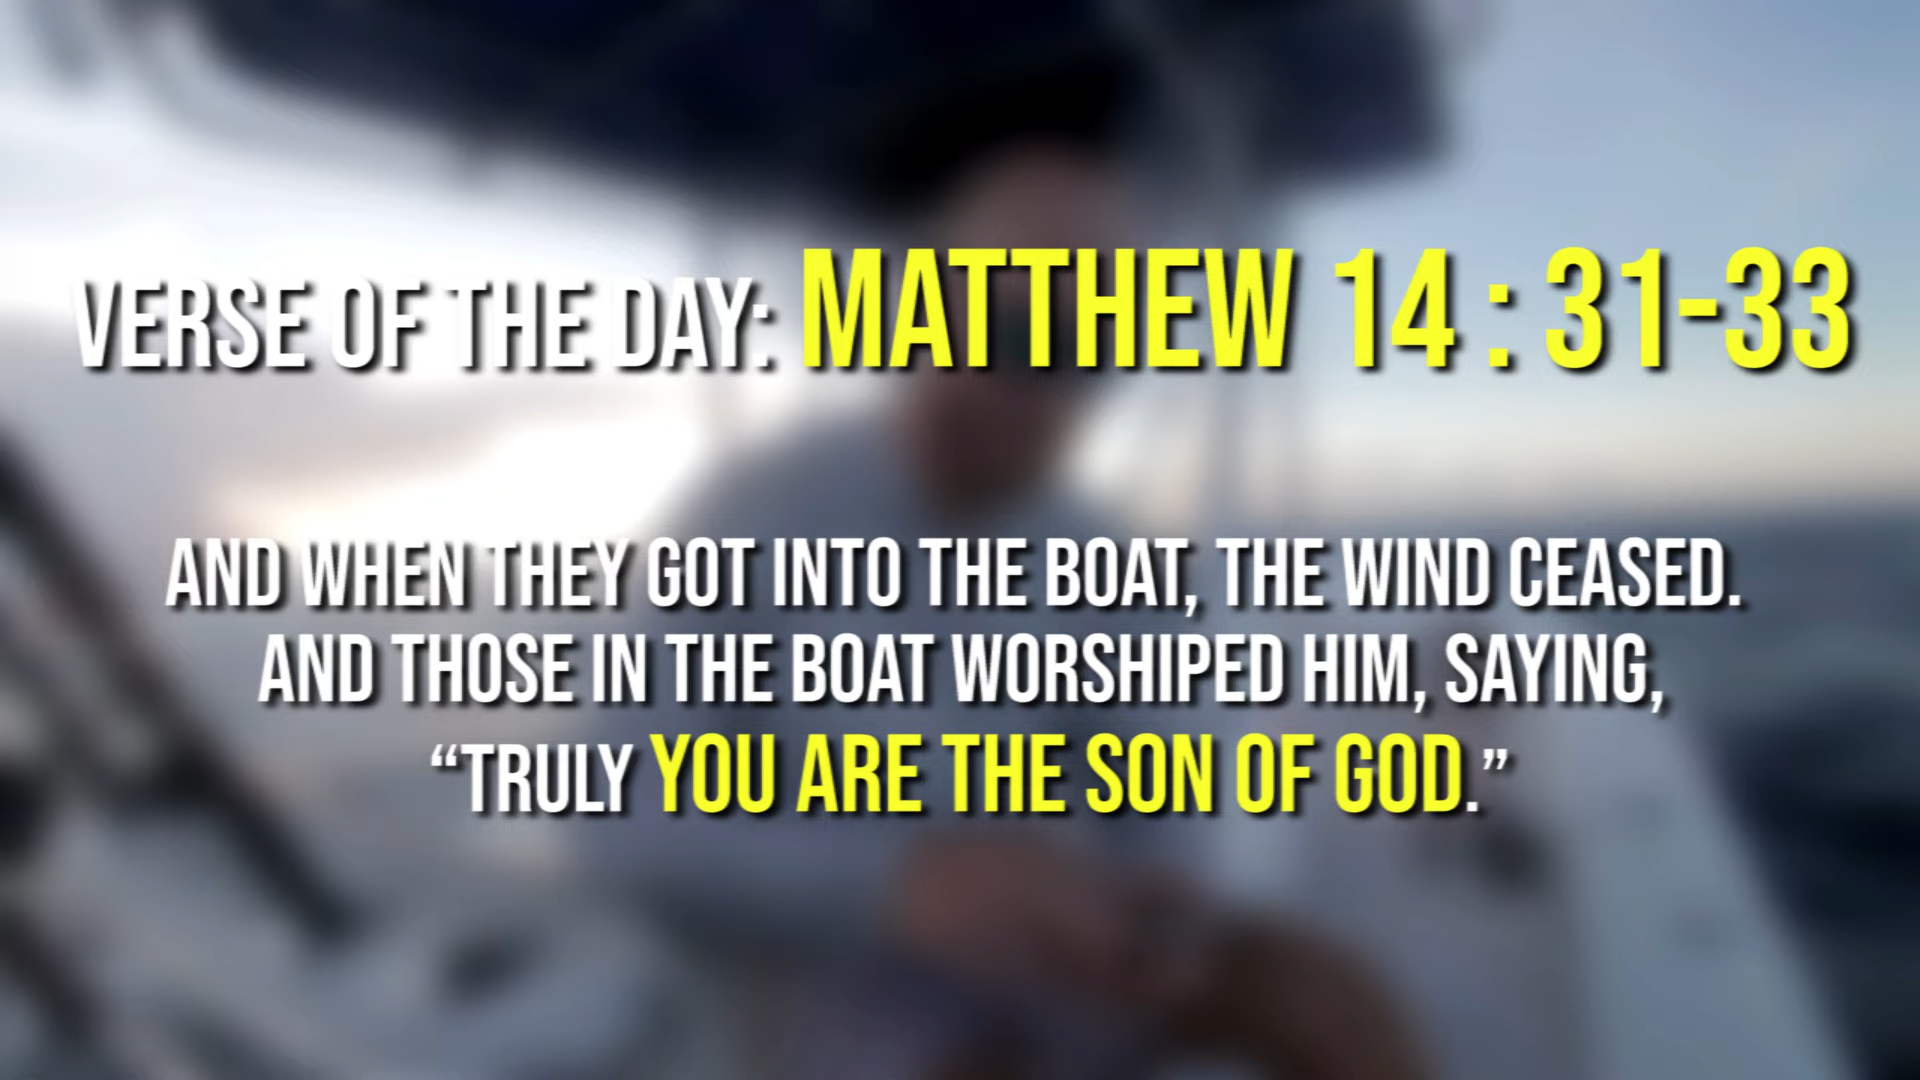 VERSE OF THE DAY: MATTHEW 14 : 31-33
AND WHEN THEY GOT INTO THE BOAT, THE WIND CEASED.
AND THOSE IN THE BOAT WORSHIPED HIM, SAYING,
“TRULY YOU ARE THE SON OF GOD.”